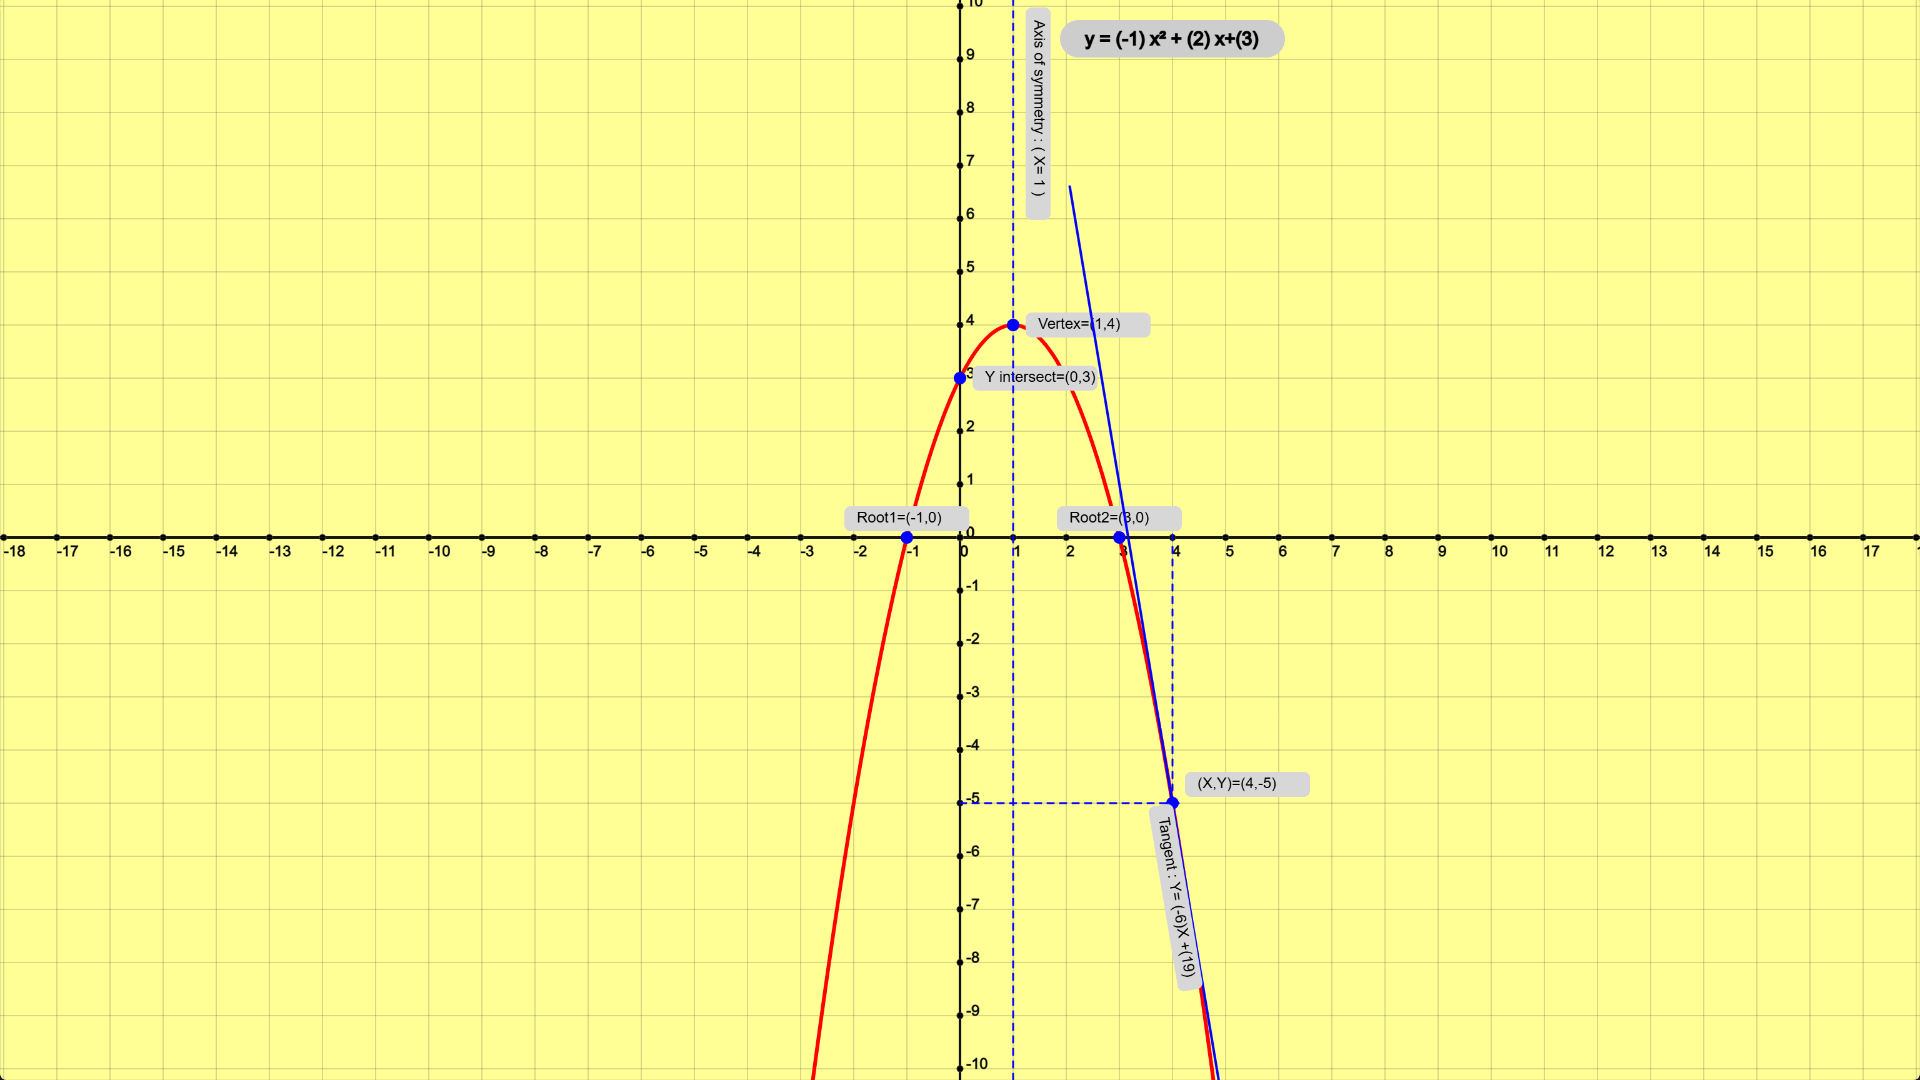 y = (-1) x² + (2) x+(3)
Axis of symmetry : ( X= 1 )
10
9
8
7
6
5
4
3
2
1
0
-1
-2
-3
-4
-5
-6
-7
-8
-9
-10
Vertex=(1,4)
Y intersect=(0,3)
Root1=(-1,0)
Root2=(3,0)
-18 -17 -16 -15 -14 -13 -12 -11 -10 -9 -8 -7 -6 -5 -4 -3 -2 -1 0 1 2 3 4 5 6 7 8 9 10 11 12 13 14 15 16 17
(X,Y)=(4,-5)
Tangent : Y= (-6)X +(19)